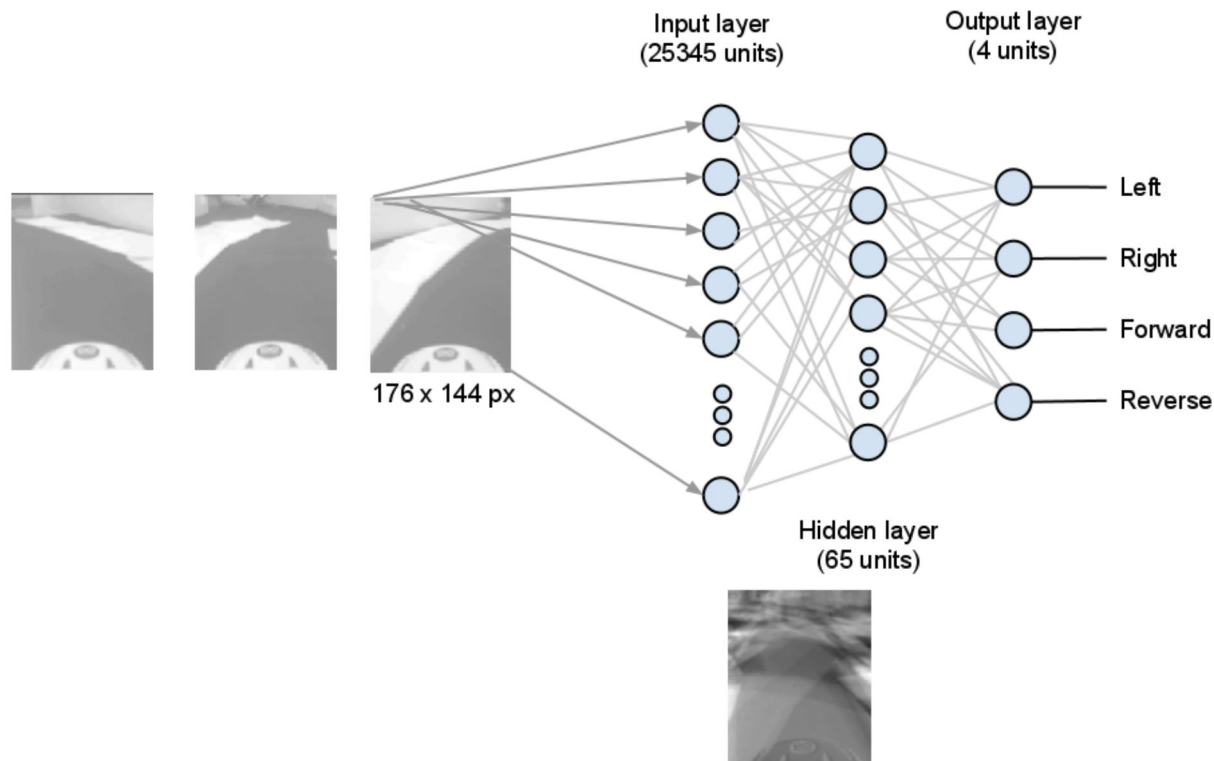 Input layer
(25345 units)
Output layer
(4 units)
Left
Right
Forward
Reverse
176 x 144 px
Hidden layer
(65 units)